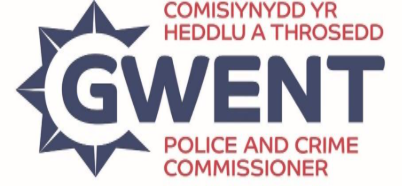 COMISIYNYDD YR
HEDDLU A THROSEDD
GWENT
POLICE AND CRIME
COMMISSIONER